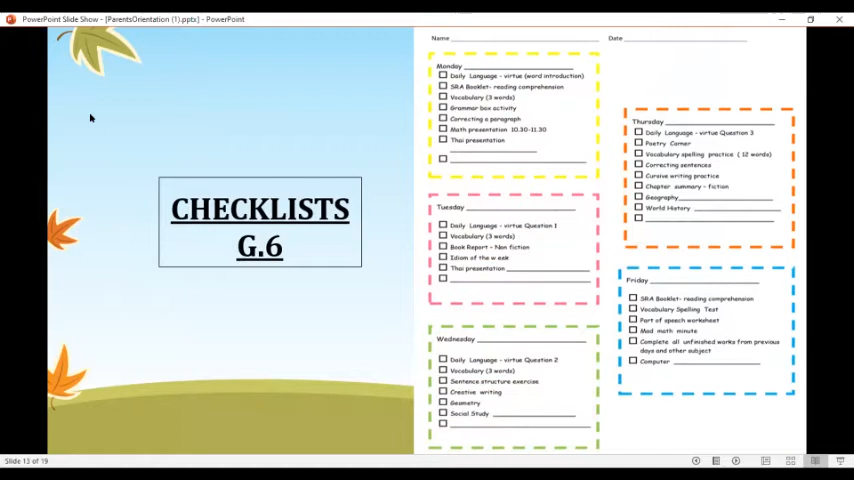 PowerPoint Slide Show - [ParentsOrientation (1).pptx] - PowerPoint
CHECKLISTS
G.6
Name
Date
Monday
Daily Language - virtue (word introduction)
SRA Booklet- reading comprehension
Vocabulary (3 words)
Grammar box activity
Correcting a paragraph
Math presentation 10.30-11.30
Thai presentation
Tuesday
Daily Language - virtue Question 1
Vocabulary (3 words)
Book Report - Non fiction
Idiom of the week
Thai presentation
Wednesday
Daily Language - virtue Question 2
Vocabulary (3 words)
Sentence structure exercise
Creative writing
Geometry
Social Study
Thursday
Daily Language - virtue Question 3
Poetry Corner
Vocabulary spelling practice ( 12 words)
Correcting sentences
Cursive writing practice
Chapter summary - fiction
Geography
World History
Friday
SRA Booklet- reading comprehension
Vocabulary Spelling Test
Part of speech worksheet
Mad math minute
Complete all unfinished works from previous
days and other subject
Computer
Slide 13 of 19